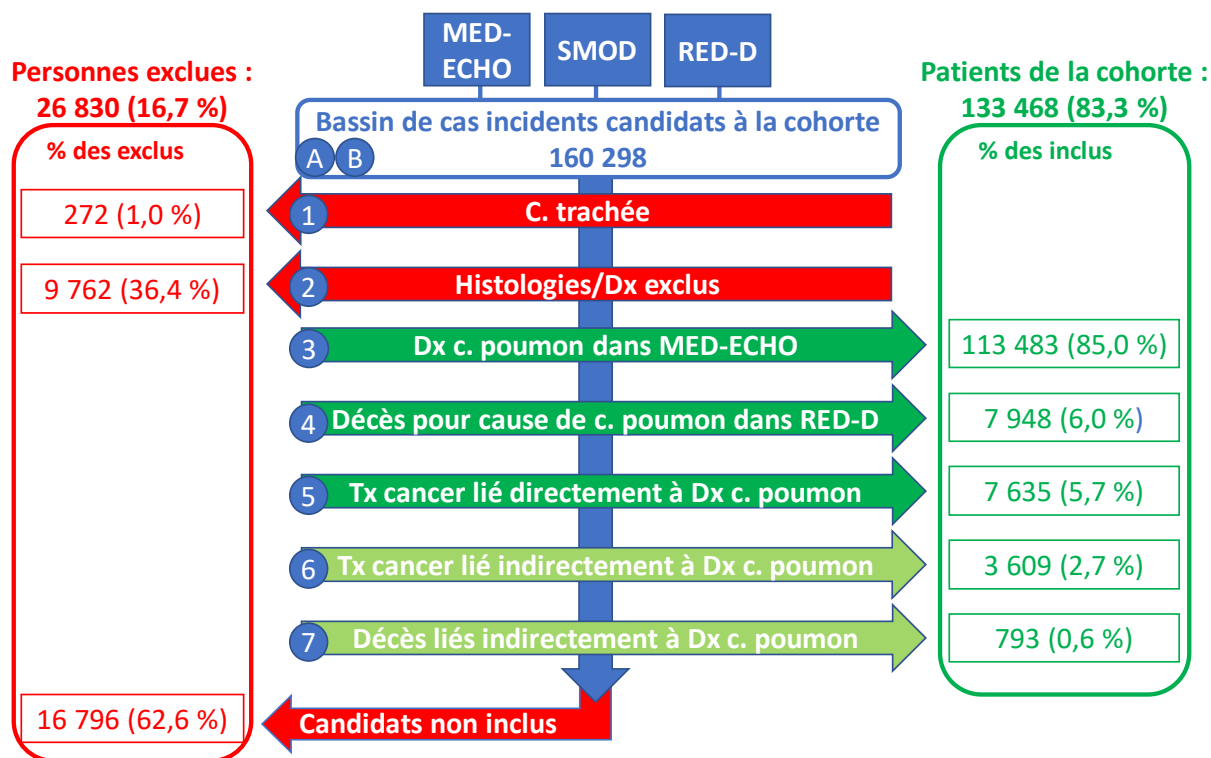 MED-
ECHO
SMOD
RED-D
Personnes exclues :
26 830 (16,7 %)
Patients de la cohorte :
133 468 (83,3 %)
Bassin de cas incidents candidats à la cohorte
A B 160 298
% des exclus
% des inclus
272 (1,0 %)
1 C. trachée
9 762 (36,4 %)
2 Histologies/Dx exclus
3 Dx c. poumon dans MED-ECHO
113 483 (85,0 %)
4 Décès pour cause de c. poumon dans RED-D
7 948 (6,0 %)
5 Tx cancer lié directement à Dx c. poumon
7 635 (5,7 %)
6 Tx cancer lié indirectement à Dx c. poumon
3 609 (2,7 %)
7 Décès liés indirectement à Dx c. poumon
793 (0,6 %)
16 796 (62,6 %)
Candidats non inclus